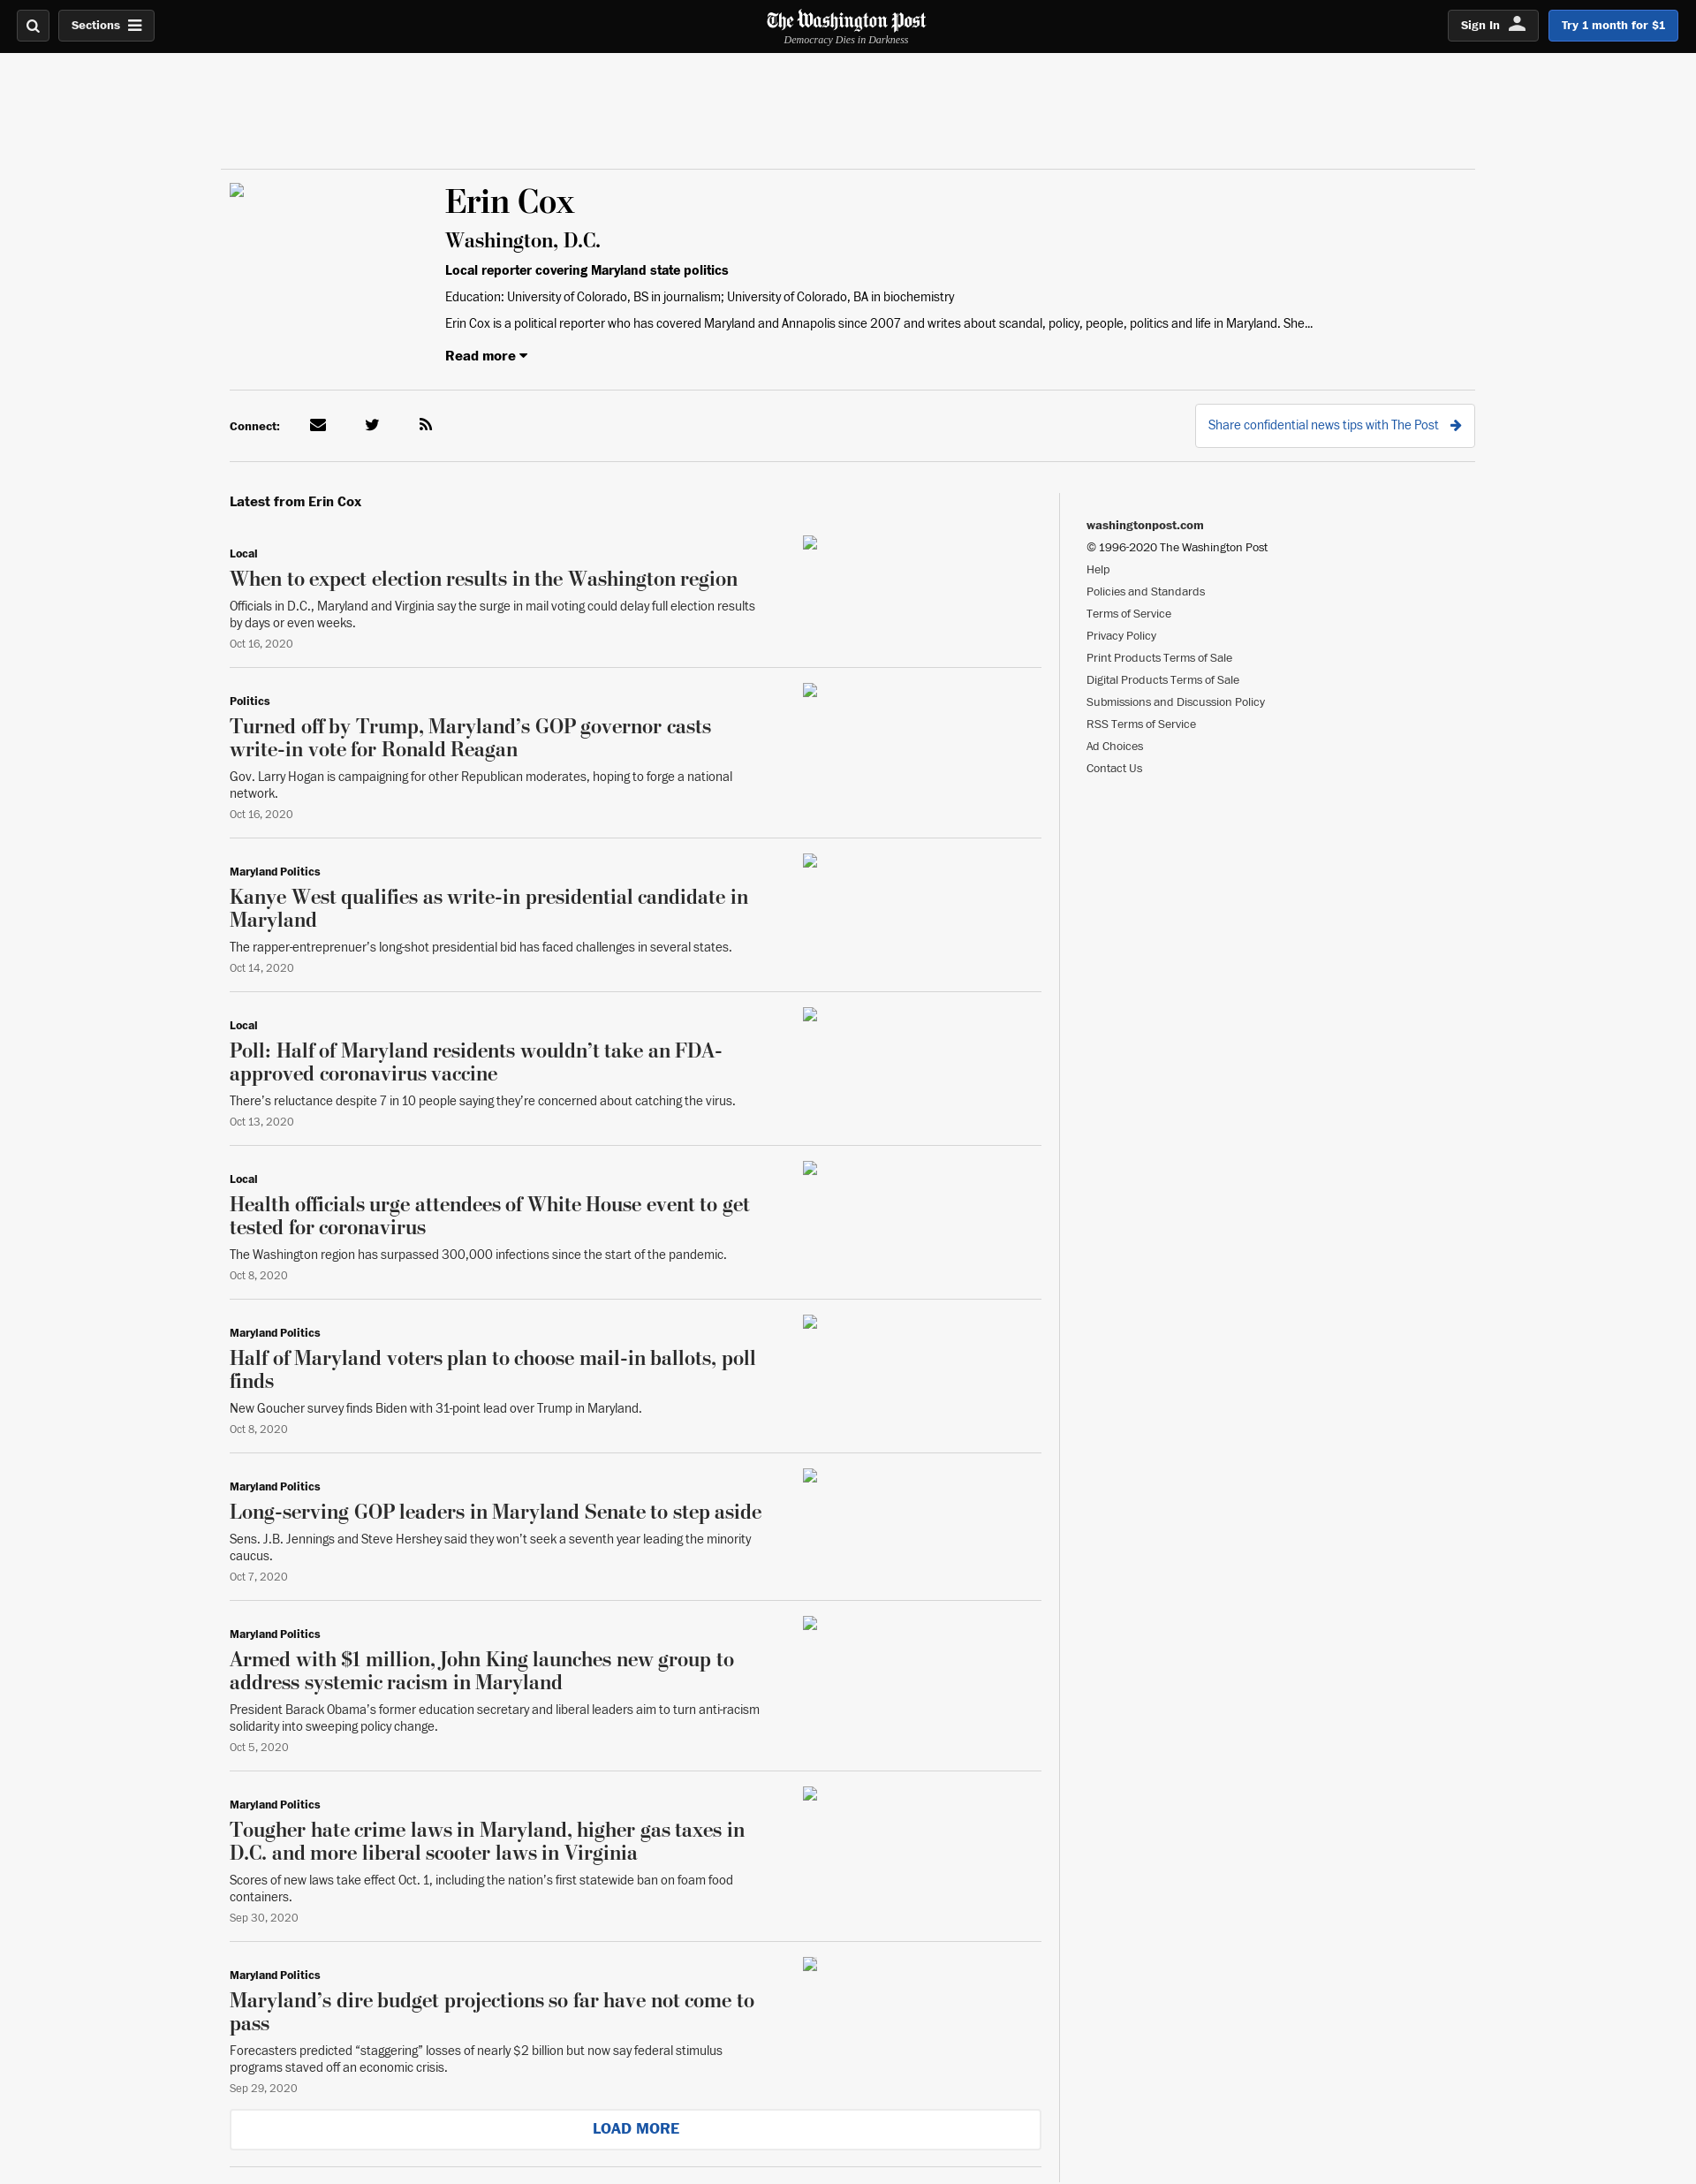 Sections
The Washington Post
Democracy Dies in Darkness
Sign In
Try 1 month for $1
Erin Cox
Washington, D.C.
Local reporter covering Maryland state politics
Education: University of Colorado, BS in journalism; University of Colorado, BA in biochemistry
Erin Cox is a political reporter who has covered Maryland and Annapolis since 2007 and writes about scandal, policy, people, politics and life in Maryland. She...
Read more
Connect:
Share confidential news tips with The Post
Latest from Erin Cox
Local
When to expect election results in the Washington region
Officials in D.C., Maryland and Virginia say the surge in mail voting could delay full election results
by days or even weeks.
Oct 16, 2020
Politics
Turned off by Trump, Maryland’s GOP governor casts
write-in vote for Ronald Reagan
Gov. Larry Hogan is campaigning for other Republican moderates, hoping to forge a national
network.
Oct 16, 2020
Maryland Politics
Kanye West qualifies as write-in presidential candidate in
Maryland
The rapper-entreprenuer’s long-shot presidential bid has faced challenges in several states.
Oct 14, 2020
Local
Poll: Half of Maryland residents wouldn’t take an FDA-
approved coronavirus vaccine
There’s reluctance despite 7 in 10 people saying they’re concerned about catching the virus.
Oct 13, 2020
Local
Health officials urge attendees of White House event to get
tested for coronavirus
The Washington region has surpassed 300,000 infections since the start of the pandemic.
Oct 8, 2020
Maryland Politics
Half of Maryland voters plan to choose mail-in ballots, poll
finds
New Goucher survey finds Biden with 31-point lead over Trump in Maryland.
Oct 8, 2020
Maryland Politics
Long-serving GOP leaders in Maryland Senate to step aside
Sens. J.B. Jennings and Steve Hershey said they won’t seek a seventh year leading the minority
caucus.
Oct 7, 2020
Maryland Politics
Armed with $1 million, John King launches new group to
address systemic racism in Maryland
President Barack Obama’s former education secretary and liberal leaders aim to turn anti-racism
solidarity into sweeping policy change.
Oct 5, 2020
Maryland Politics
Tougher hate crime laws in Maryland, higher gas taxes in
D.C. and more liberal scooter laws in Virginia
Scores of new laws take effect Oct. 1, including the nation’s first statewide ban on foam food
containers.
Sep 30, 2020
Maryland Politics
Maryland’s dire budget projections so far have not come to
pass
Forecasters predicted “staggering” losses of nearly $2 billion but now say federal stimulus
programs staved off an economic crisis.
Sep 29, 2020
LOAD MORE
washingtonpost.com
© 1996-2020 The Washington Post
Help
Policies and Standards
Terms of Service
Privacy Policy
Print Products Terms of Sale
Digital Products Terms of Sale
Submissions and Discussion Policy
RSS Terms of Service
Ad Choices
Contact Us